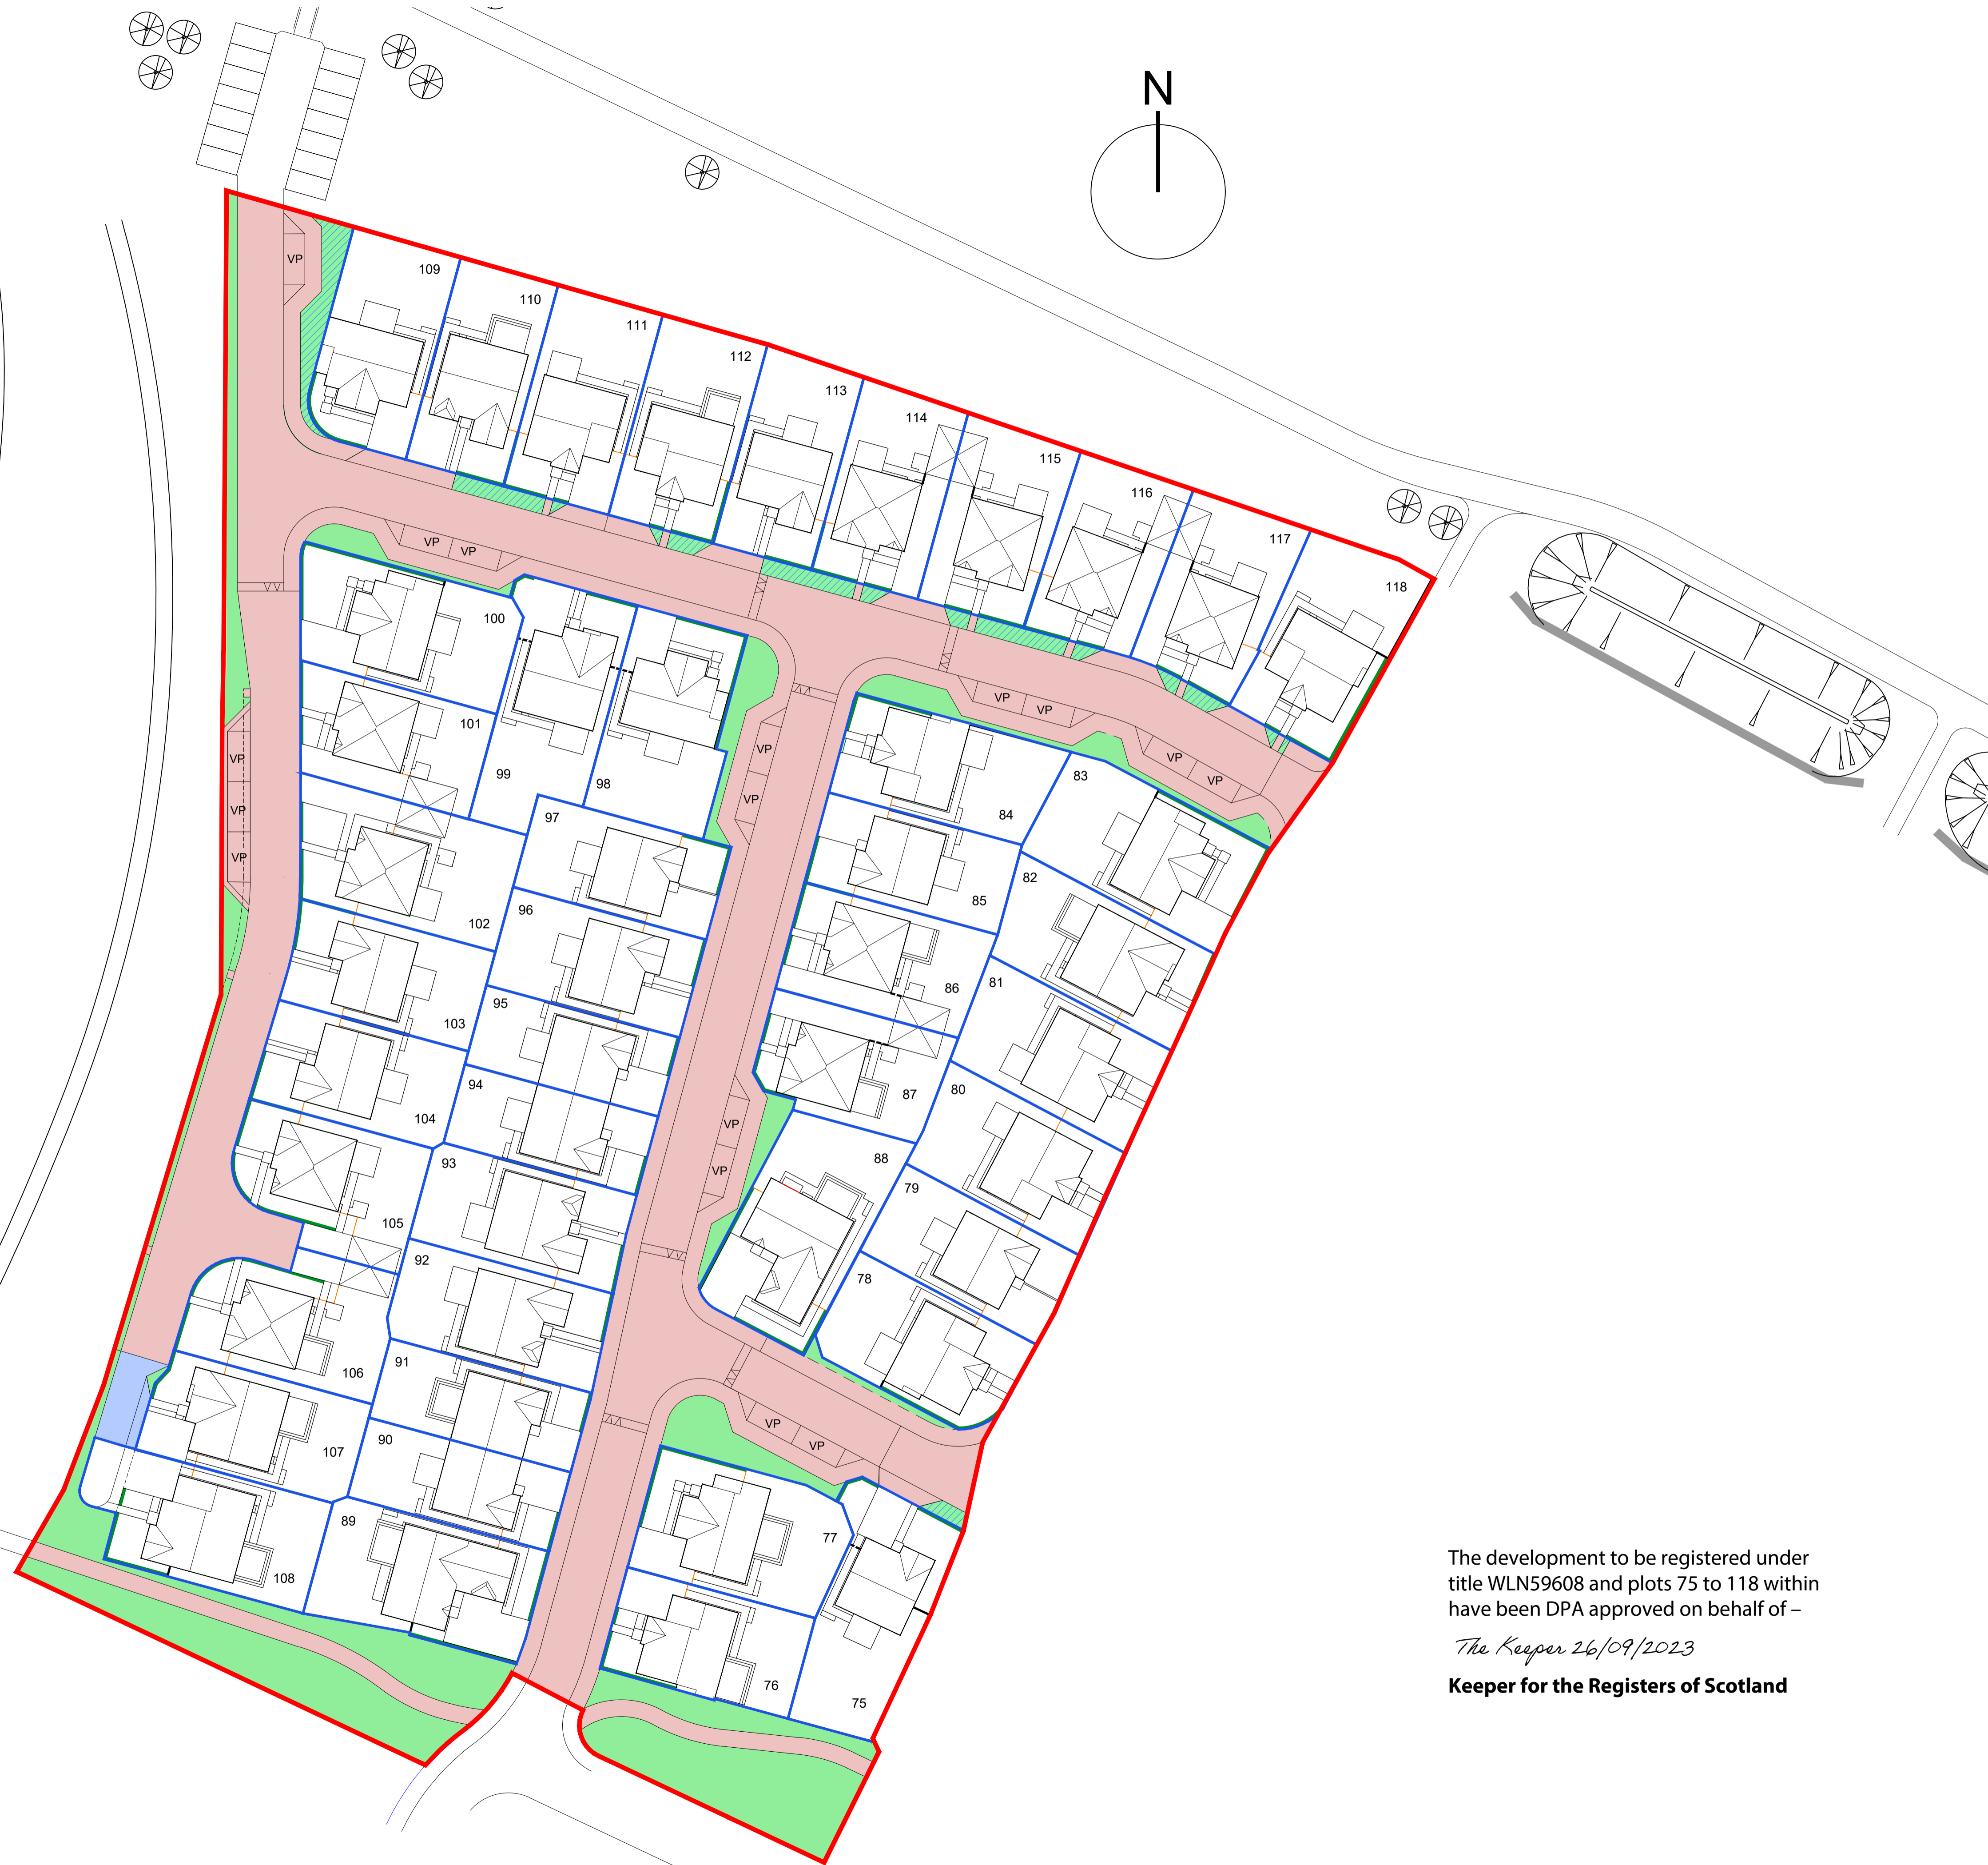 N
VP
109
110
111
112
113
114
115
116
117
118
VP VP
100
101
99
98
VP
VP
VP
VP
VP
VP VP
VP
VP
83
84
97
82
85
102
96
86
81
95
103
94
80
87
104
VP
VP
93
88
79
105
92
78
91
106
90
107
VP
VP
89
77
108
76
75
The development to be registered under
title WLN59608 and plots 75 to 118 within
have been DPA approved on behalf of –
The Keeper 26/09/2023
Keeper for the Registers of Scotland